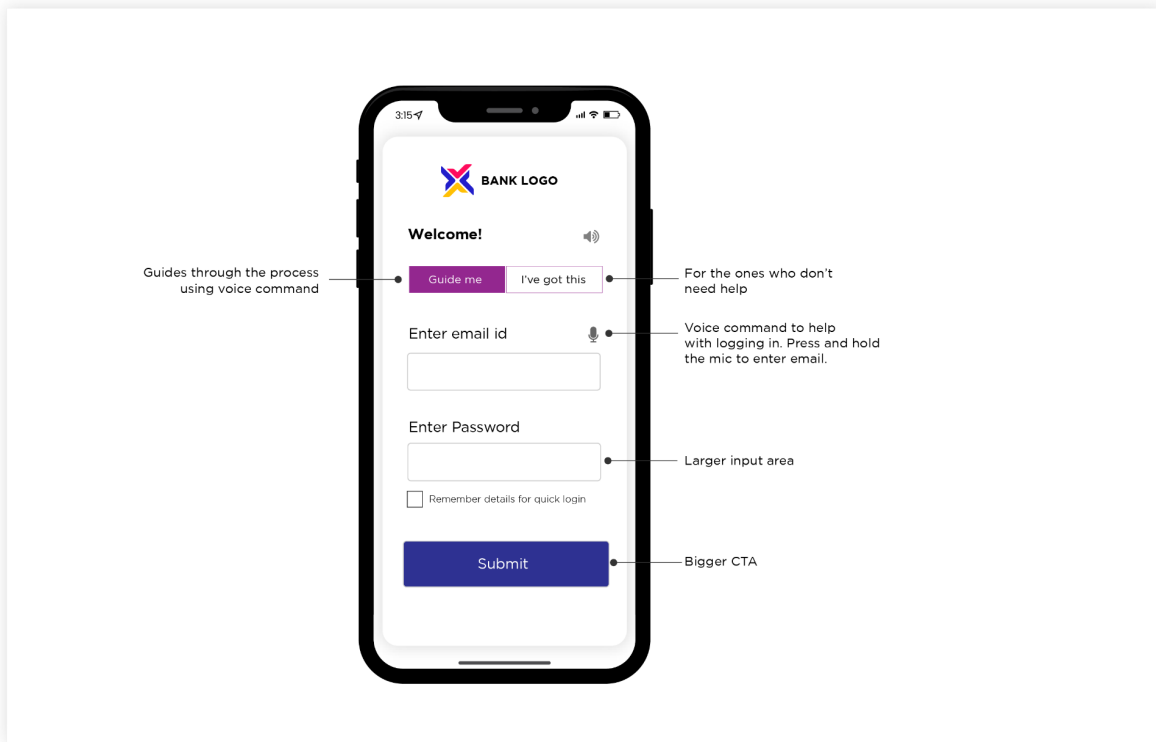 3:15
BANK LOGO
Welcome!
Guides through the process
using voice command
Guide me
I've got this
For the ones who don't
need help
Enter email id
Voice command to help
with logging in. Press and hold
the mic to enter email.
Enter Password
Larger input area
Remember details for quick login
Submit
Bigger CTA